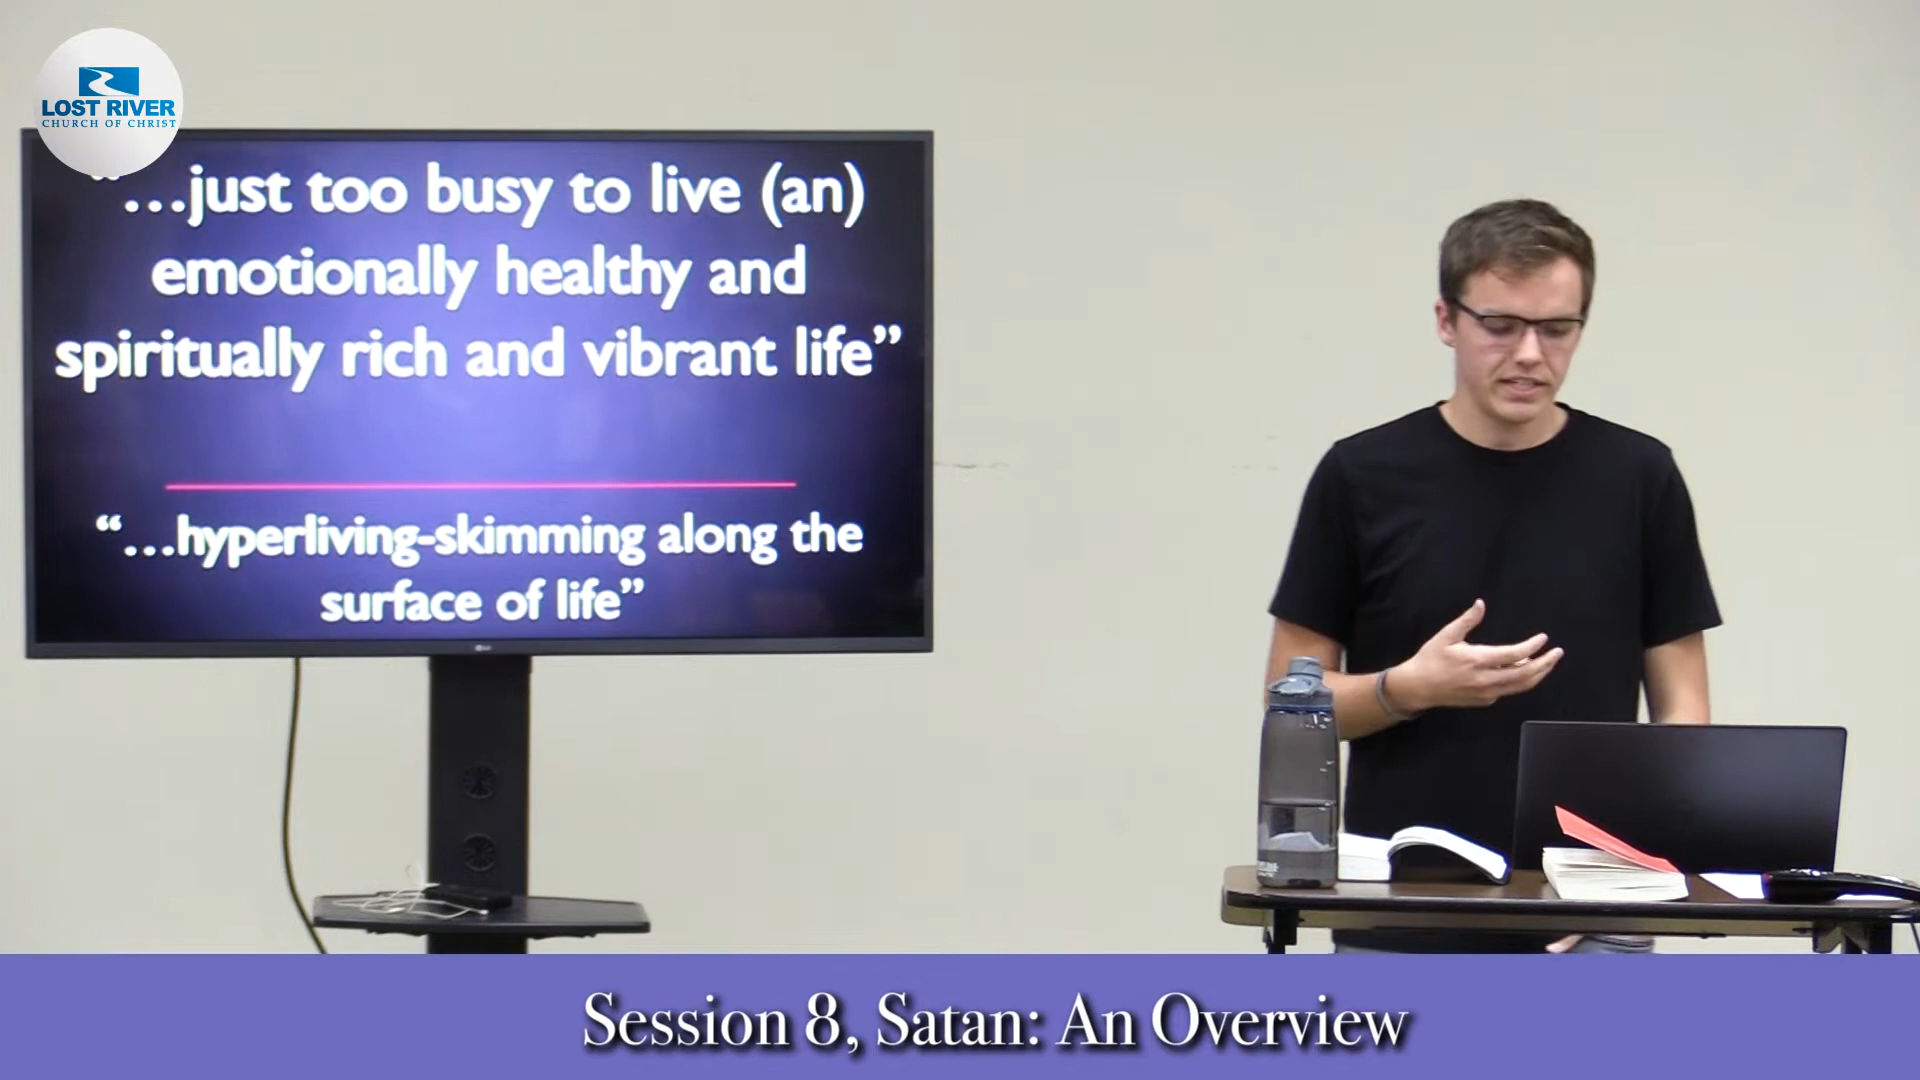 LOST RIVER
CHURCH OF CHRIST
“…just too busy to live (an)
emotionally healthy and
spiritually rich and vibrant life”
“…hyperliving-skimming along the
surface of life”
LG
Session 8, Satan: An Overview